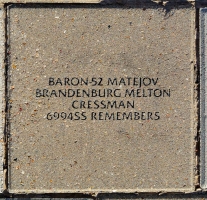 BARON-52 MATEJOV
BRANDENBURG MELTON
CRESSMAN
6994SS REMEMBERS